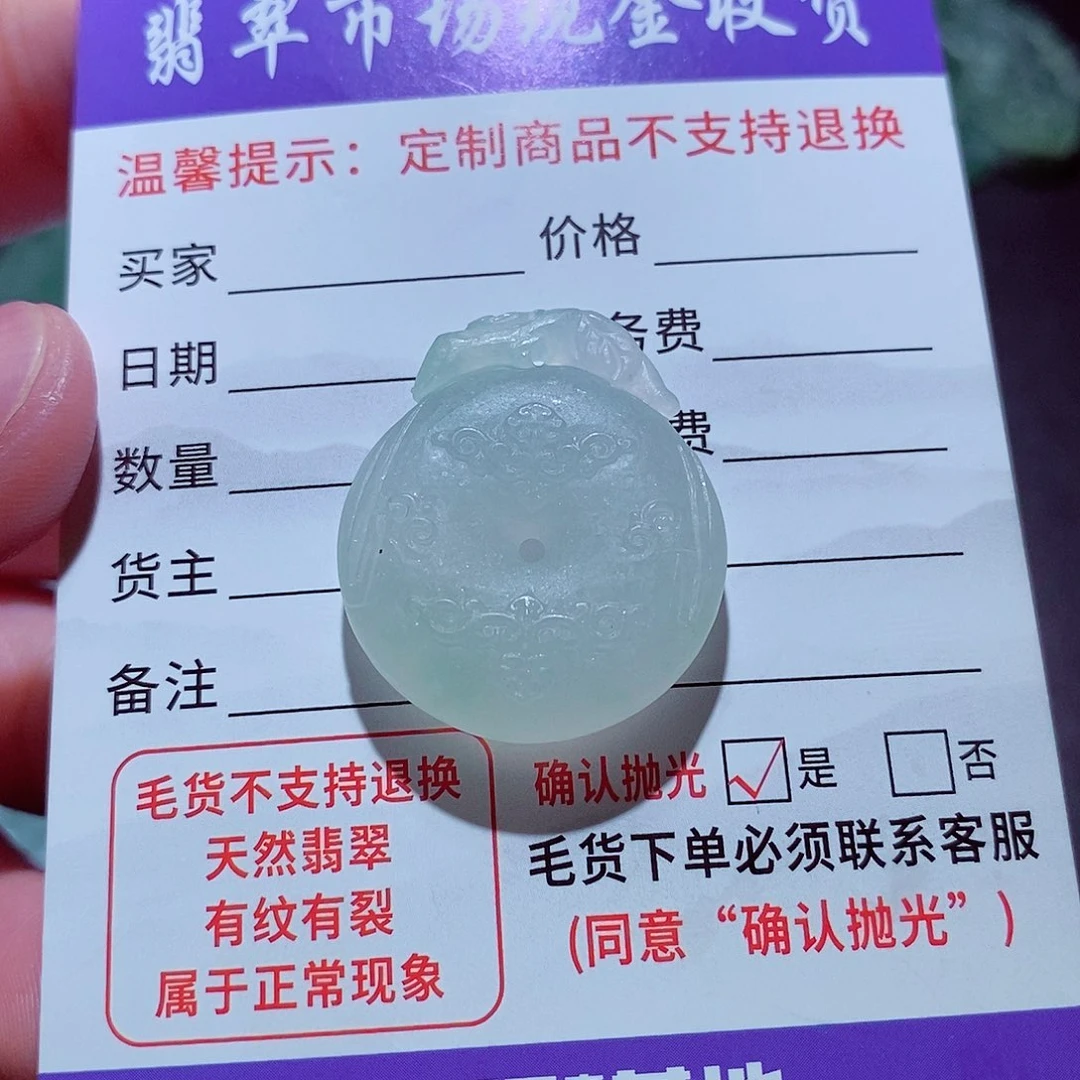 翡翠市场现金收货
温馨提示：定制商品不支持退换
买家 价格
日期 务费
数量 费
货主
备注
毛货不支持退换
天然翡翠
有纹有裂
属于正常现象
确认抛光 是 否
毛货下单必须联系客服
(同意“确认抛光”)